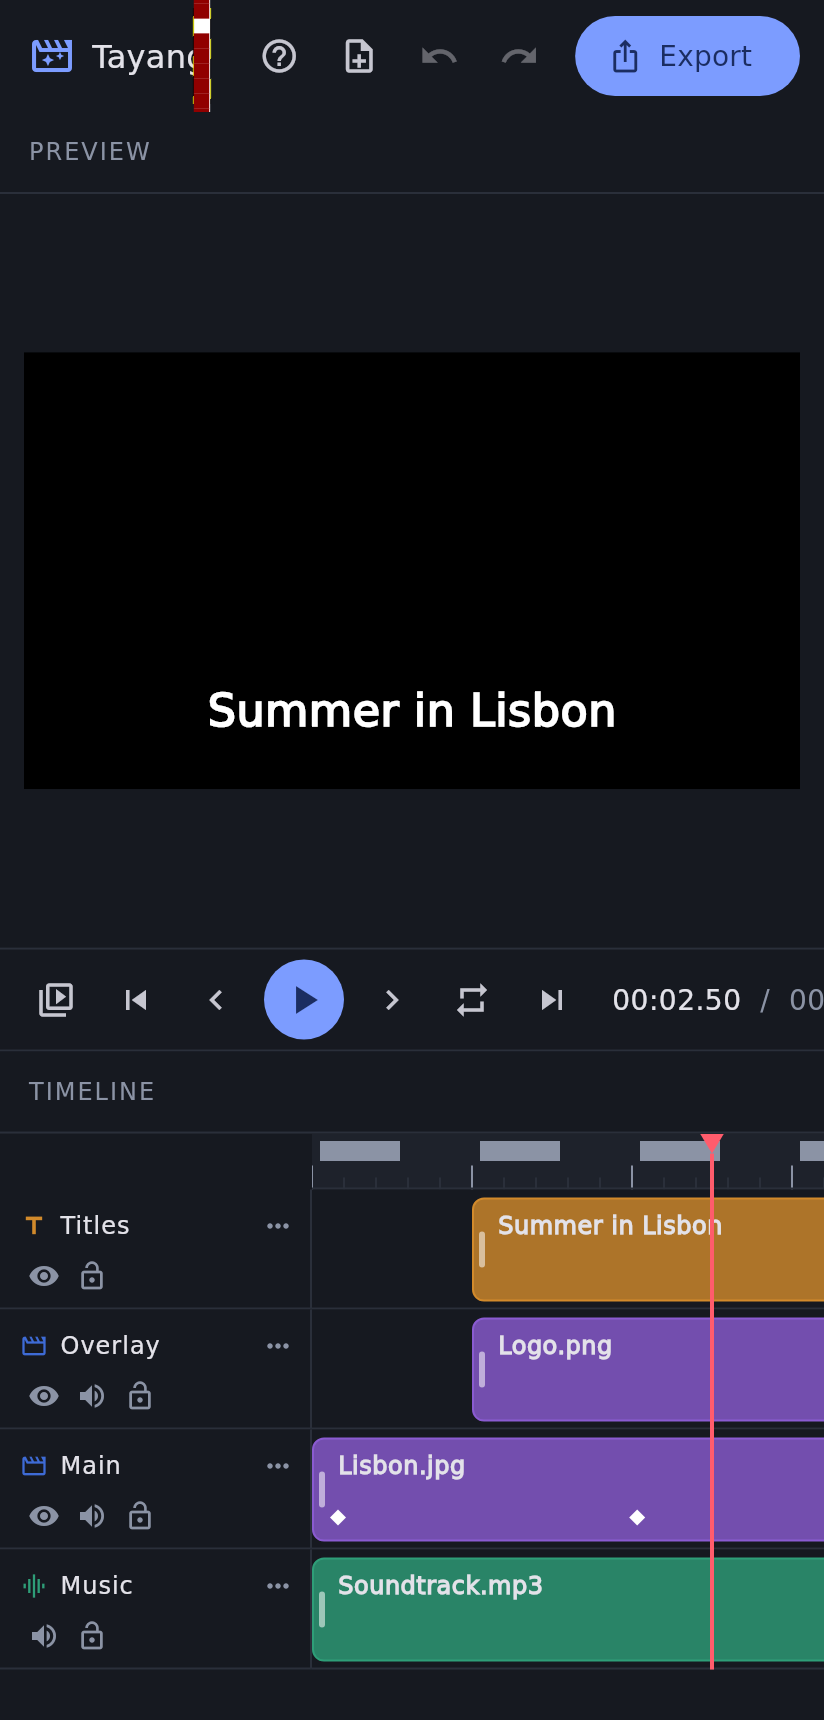 Tayang
Export
PREVIEW
Summer in Lisbon
00:02.50 / 00
TIMELINE
Titles
Summer in Lisbon
Overlay
Logo.png
Main
Lisbon.jpg
Music
Soundtrack.mp3